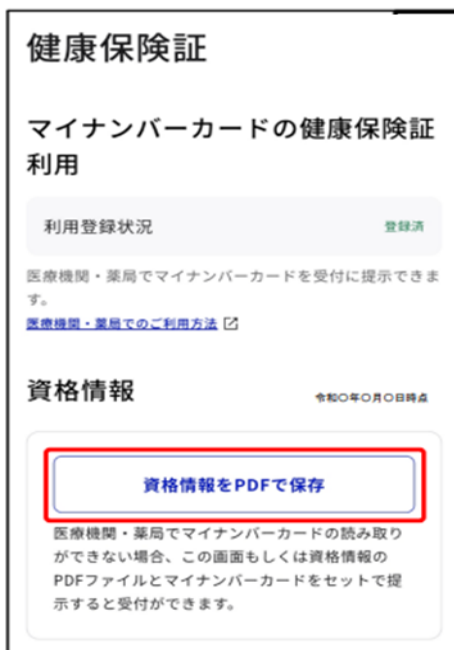 健康保険証
マイナンバーカードの健康保険証
利用
利用登録状況 登録済
医療機関・薬局でマイナンバーカードを受付に提示できま
す。
医療機関・薬局でのご利用方法
資格情報 令和〇年〇月〇日時点
資格情報をPDFで保存
医療機関・薬局でマイナンバーカードの読み取り
ができない場合、この画面もしくは資格情報の
PDFファイルとマイナンバーカードをセットで提
示すると受付ができます。